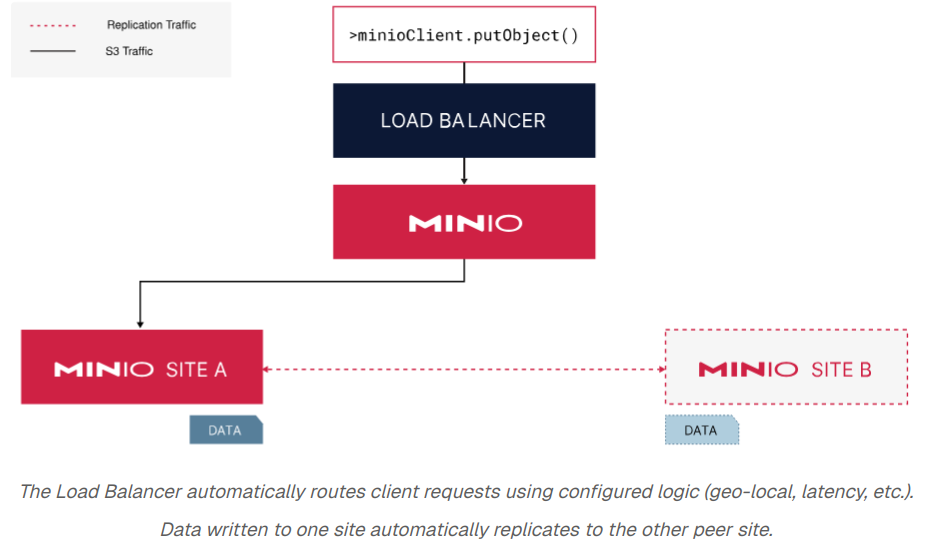 Replication Traffic
S3 Traffic
>minioClient.putObject()
LOAD BALANCER
MINIO
MINIO SITE A
MINIO SITE B
DATA
DATA
The Load Balancer automatically routes client requests using configured logic (geo-local, latency, etc.).
Data written to one site automatically replicates to the other peer site.